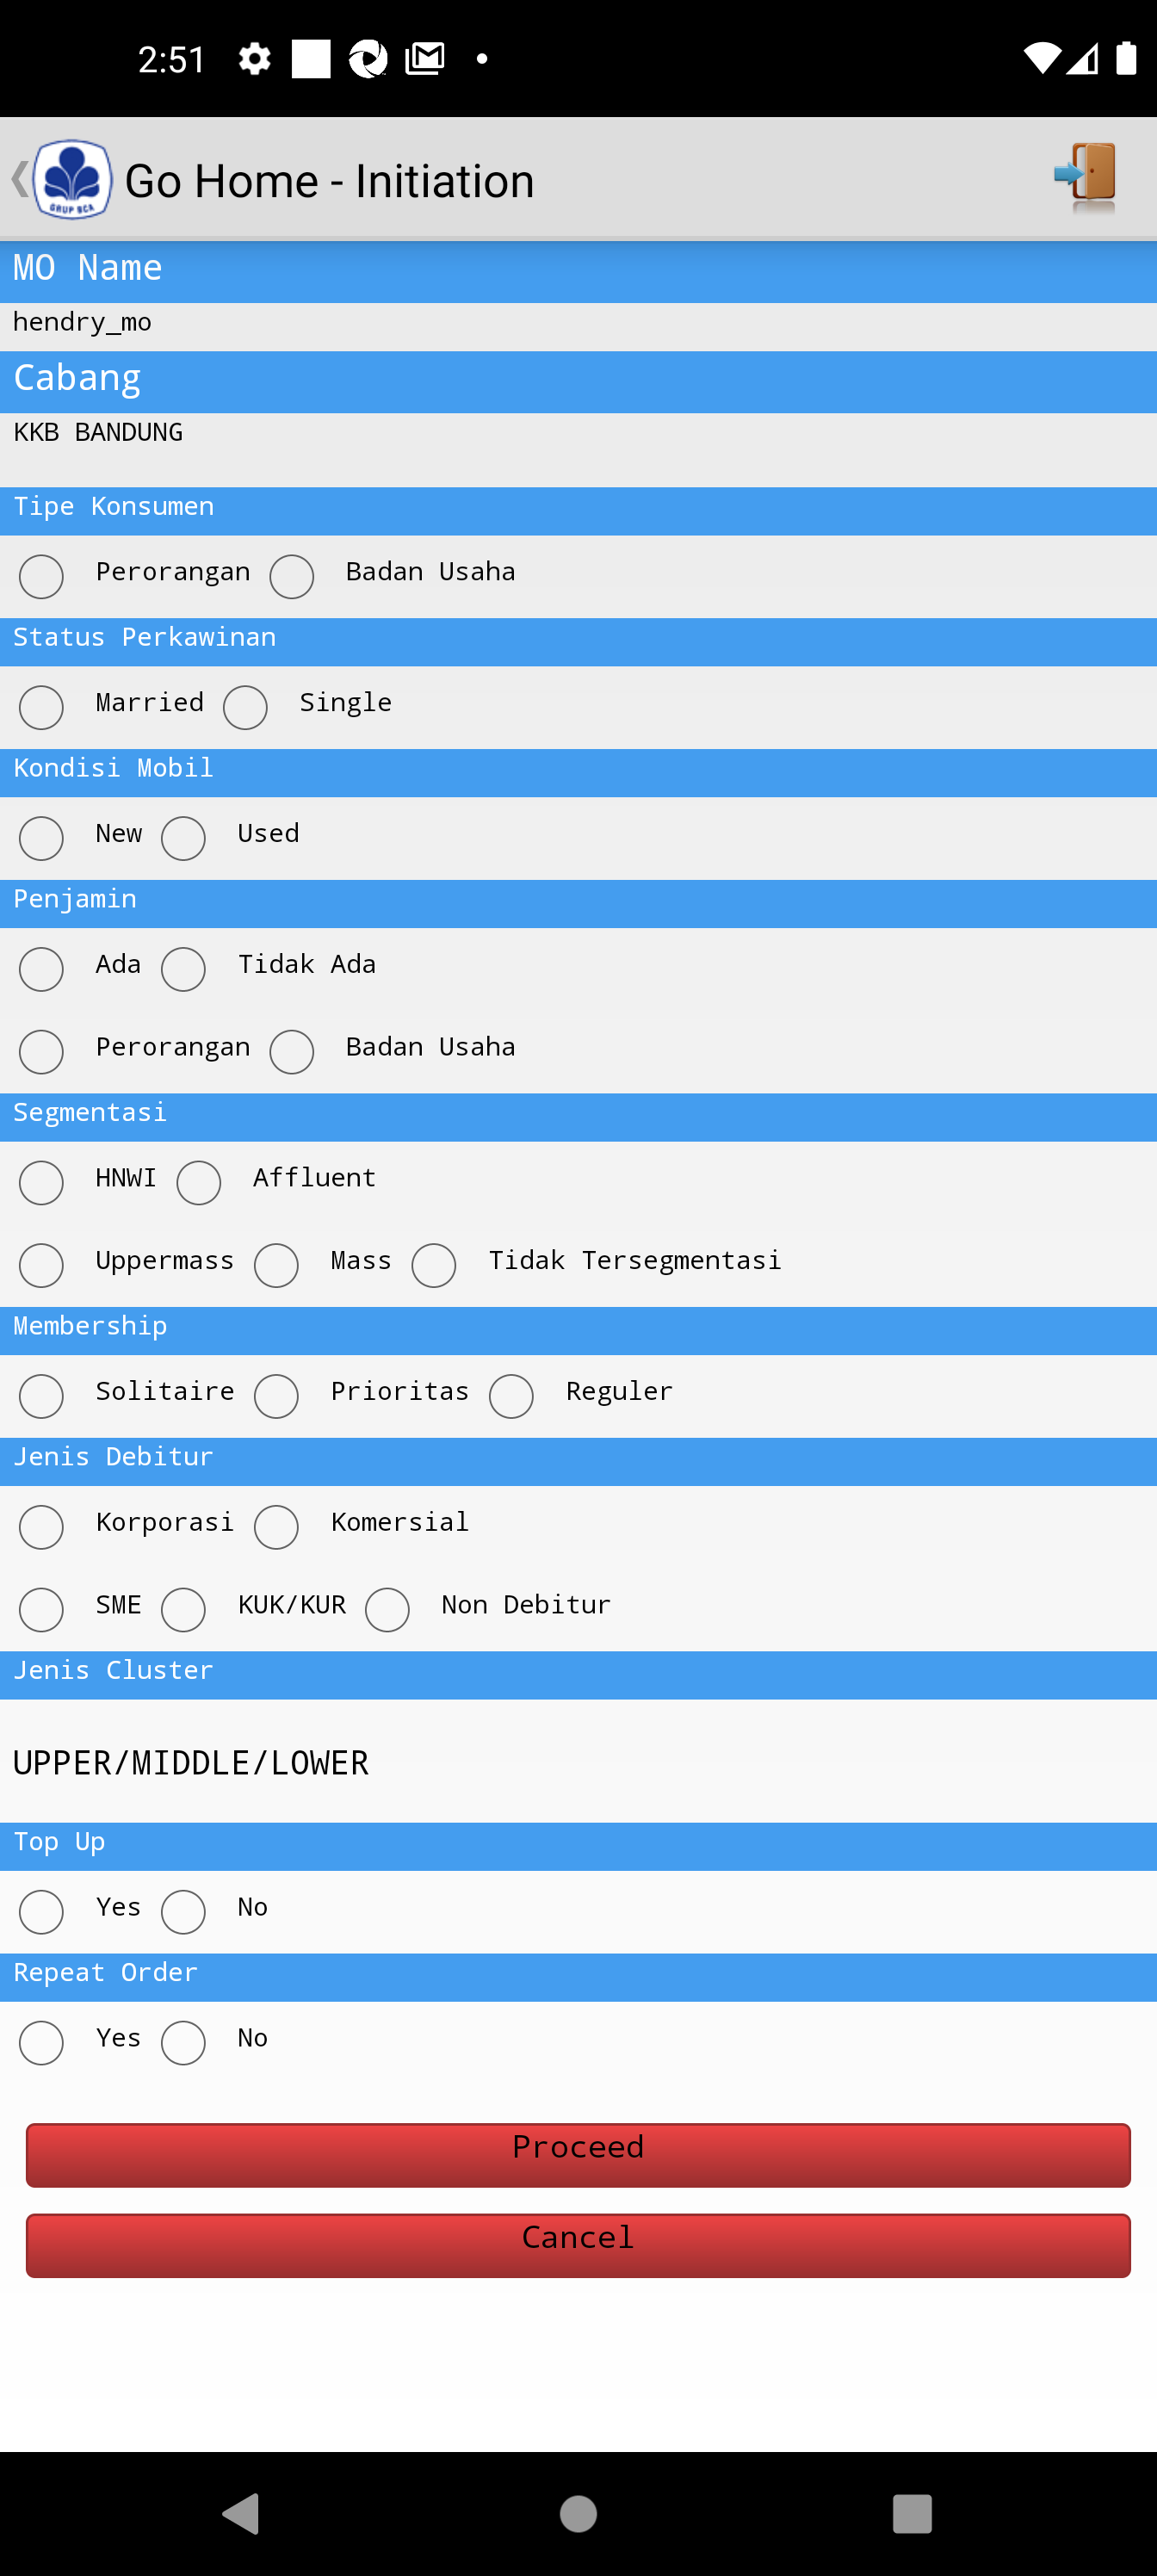 2:51
GRUP BCA
Go Home - Initiation
MO Name
hendry_mo
Cabang
KKB BANDUNG
Tipe Konsumen
Perorangan Badan Usaha
Status Perkawinan
Married Single
Kondisi Mobil
New Used
Penjamin
Ada Tidak Ada
Perorangan Badan Usaha
Segmentasi
HNWI Affluent
Uppermass Mass Tidak Tersegmentasi
Membership
Solitaire Prioritas Reguler
Jenis Debitur
Korporasi Komersial
SME KUK/KUR Non Debitur
Jenis Cluster
UPPER/MIDDLE/LOWER
Top Up
Yes No
Repeat Order
Yes No
Proceed
Cancel